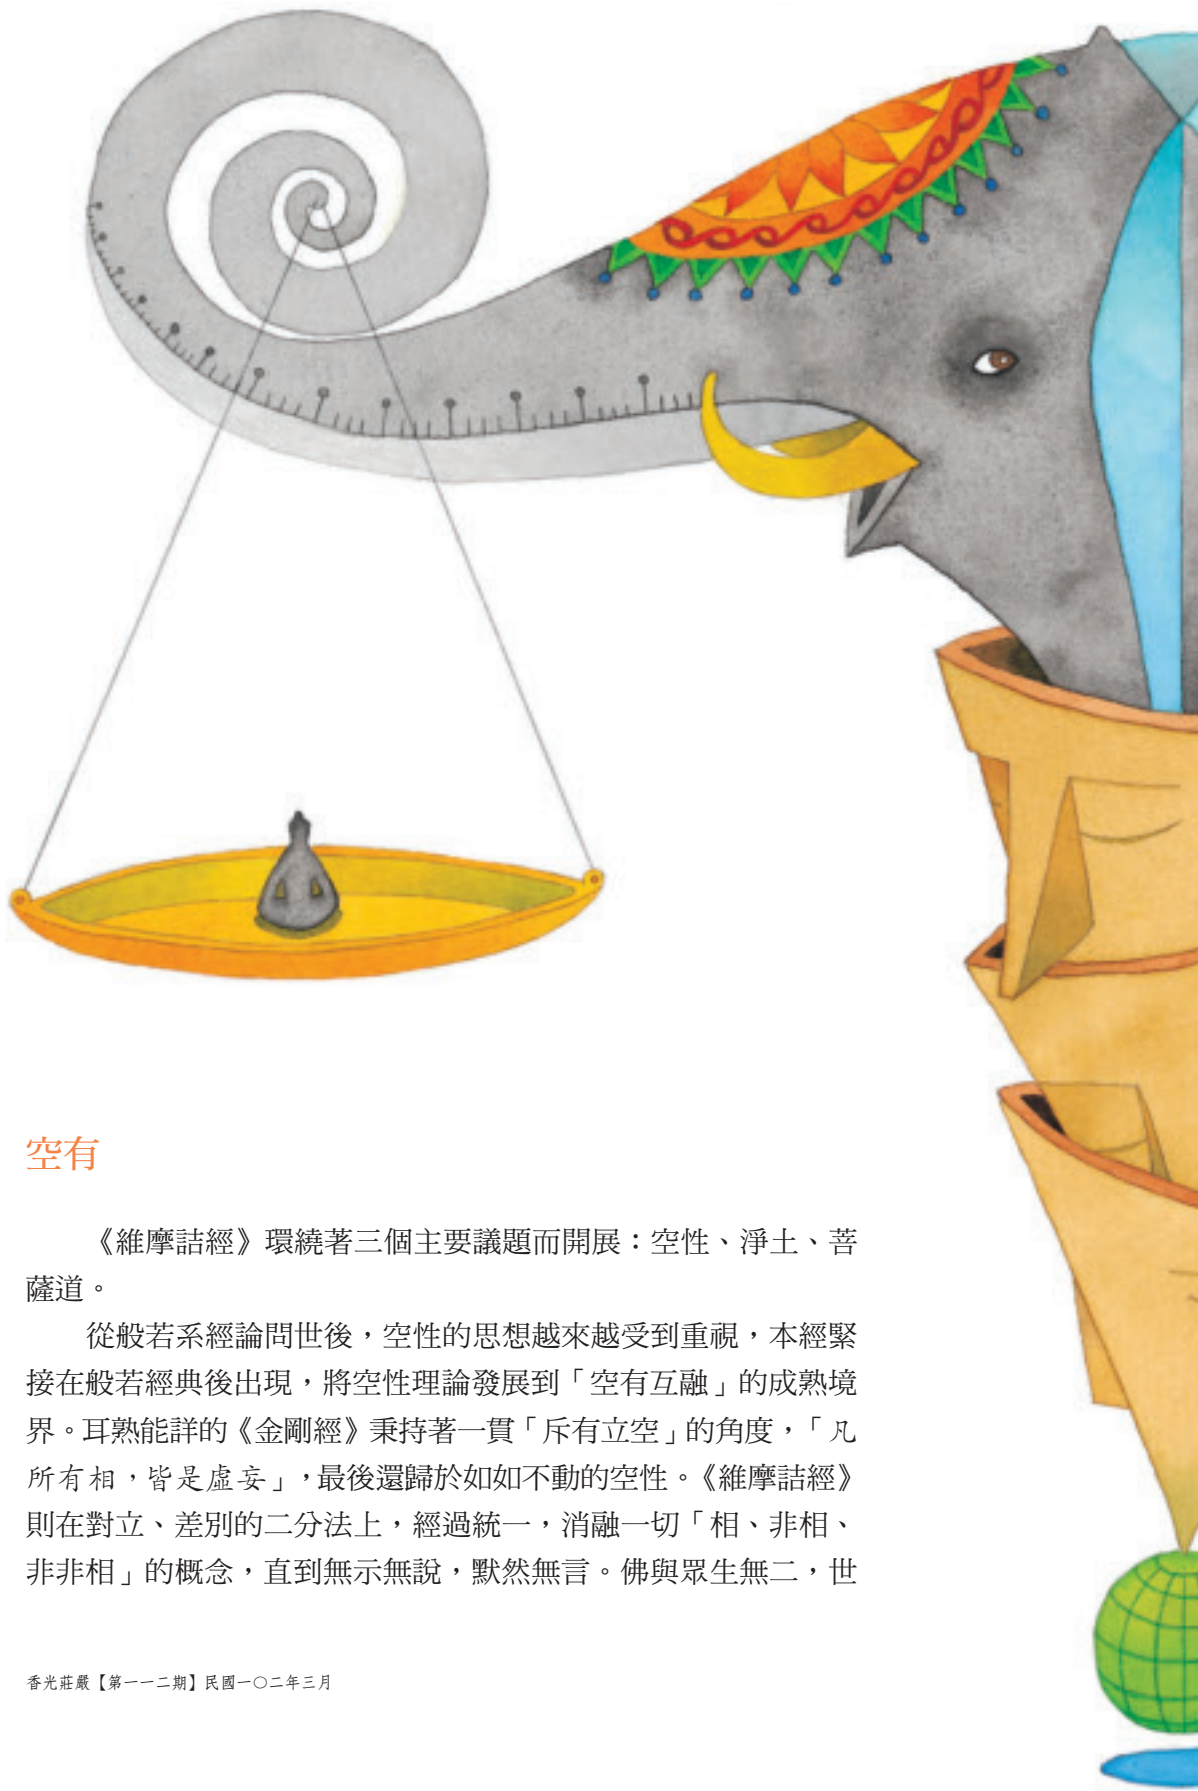 空有
《維摩詰經》環繞著三個主要議題而開展：空性、淨土、菩
薩道。
從般若系經論問世後，空性的思想越來越受到重視，本經緊
接在般若經典後出現，將空性理論發展到「空有互融」的成熟境
界。耳熟能詳的《金剛經》秉持著一貫「斥有立空」的角度，「凡
所有相，皆是虛妄」，最後還歸於如如不動的空性。《維摩詰經》
則在對立、差別的二分法上，經過統一，消融一切「相、非相、
非非相」的概念，直到無示無說，默然無言。佛與眾生無二，世
香光莊嚴【第一一二期】民國一○二年三月